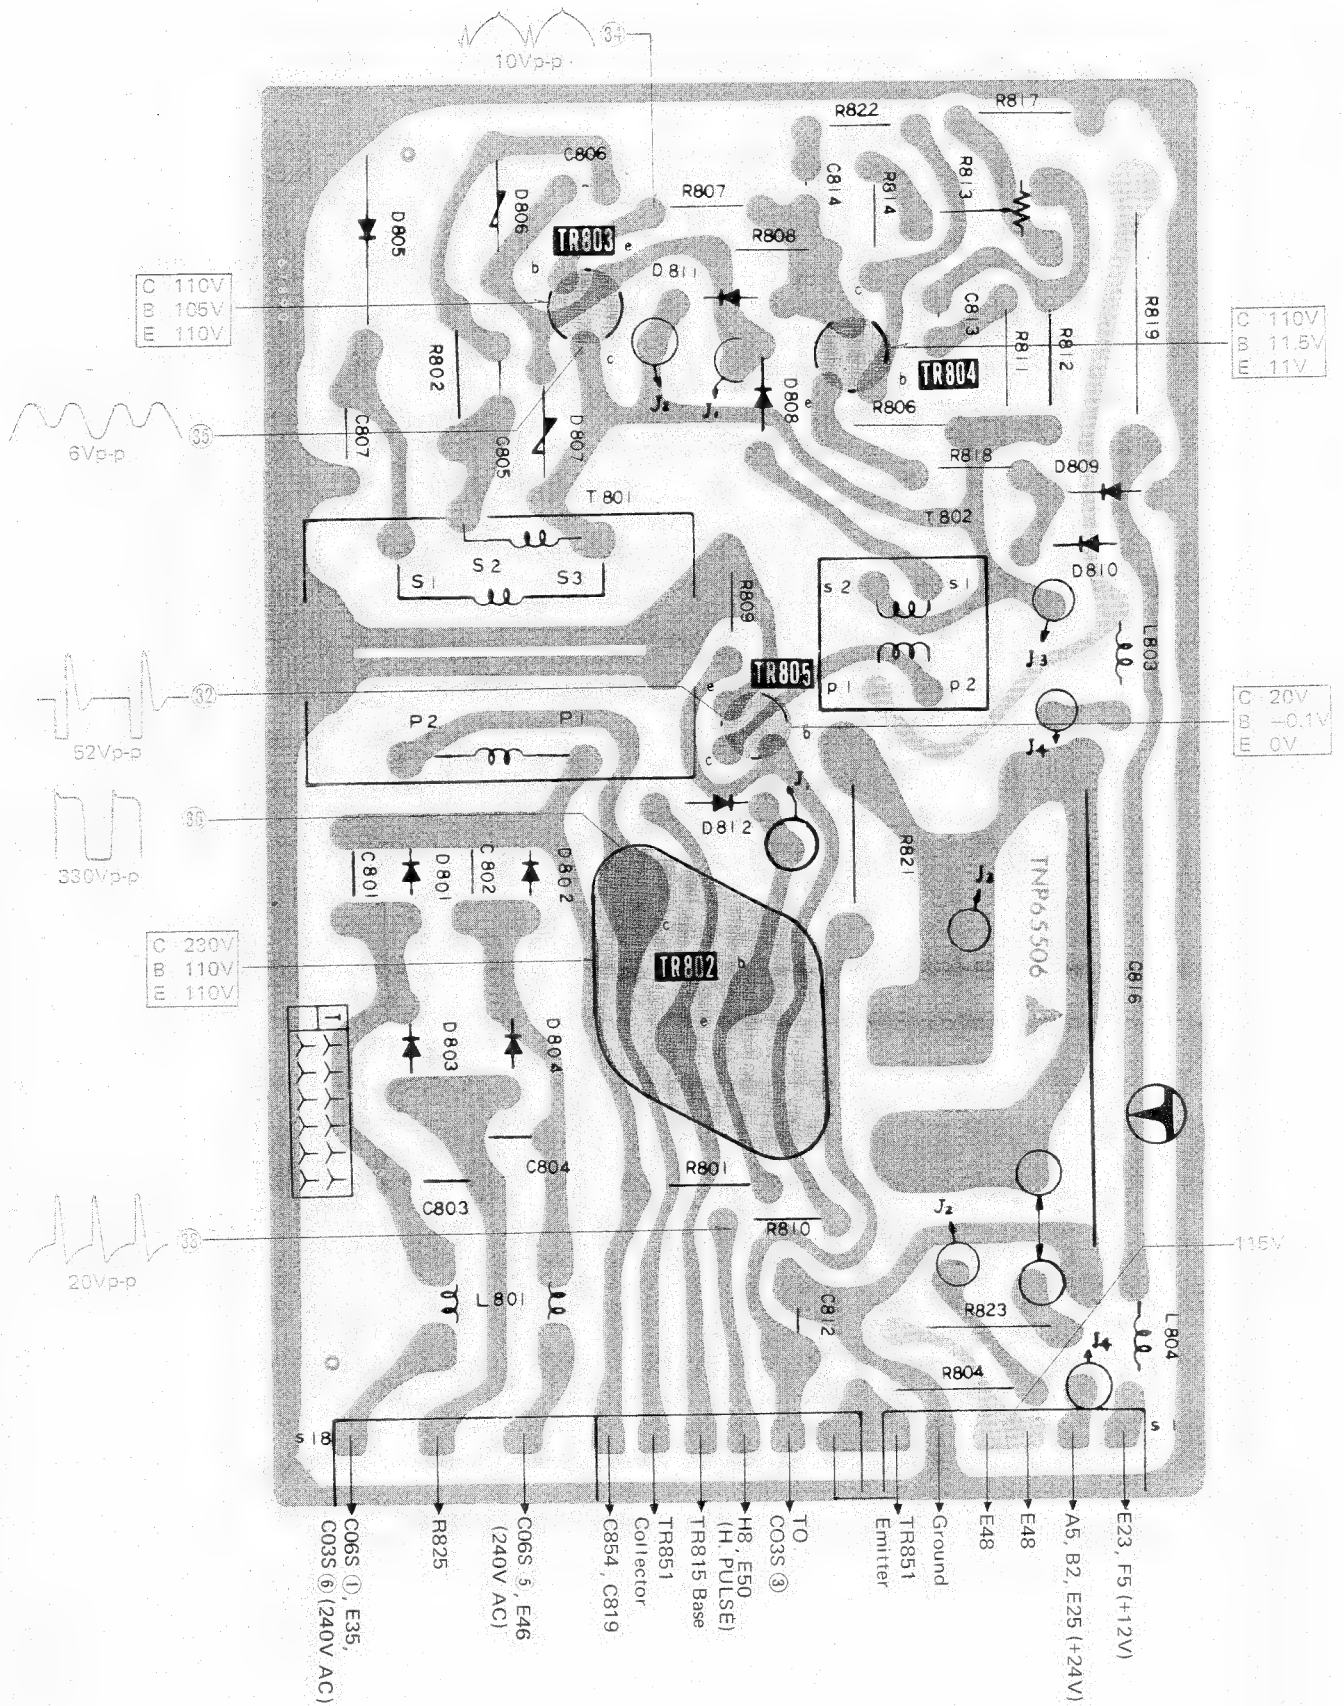 34
10Vp-p
R822
R817
C806
R807
C814
R814
R813
R812
D806
D805
TR803
e
R808
b
D811
c
C 110V
B 105V
E 110V
C813
R811
R812
R819
C 110V
B 11.5V
E 11V
R802
c
J2
J1
D808
b
TR804
e
R806
35
6Vp-p
C807
C805
D807
R818
D809
T801
T802
D810
S1
S2
S3
R809
s2
s1
J3
L803
TR805
e
p1
p2
32
52Vp-p
P2
P1
b
c
J4
C 20V
B -0.1V
E 0V
J1
D812
36
330Vp-p
C801
D801
C802
D802
R821
J3
TNP65506
c
TR802
b
e
C 230V
B 110V
E 110V
C816
T
D803
D804
C804
R801
C803
J2
R810
33
20Vp-p
115V
L801
C812
R823
L804
J4
R804
s18
s1
C06S ①, E35,
C03S ⑥ (240V AC)
R825
C06S 5, E46
(240V AC)
C854, C819
TR851
Collector
TR815 Base
H8, E50
(H. PULSE)
TO
CO3S ③
TR851
Emitter
Ground
E48
E48
A5, B2, E25 (+24V)
E23, F5 (+12V)